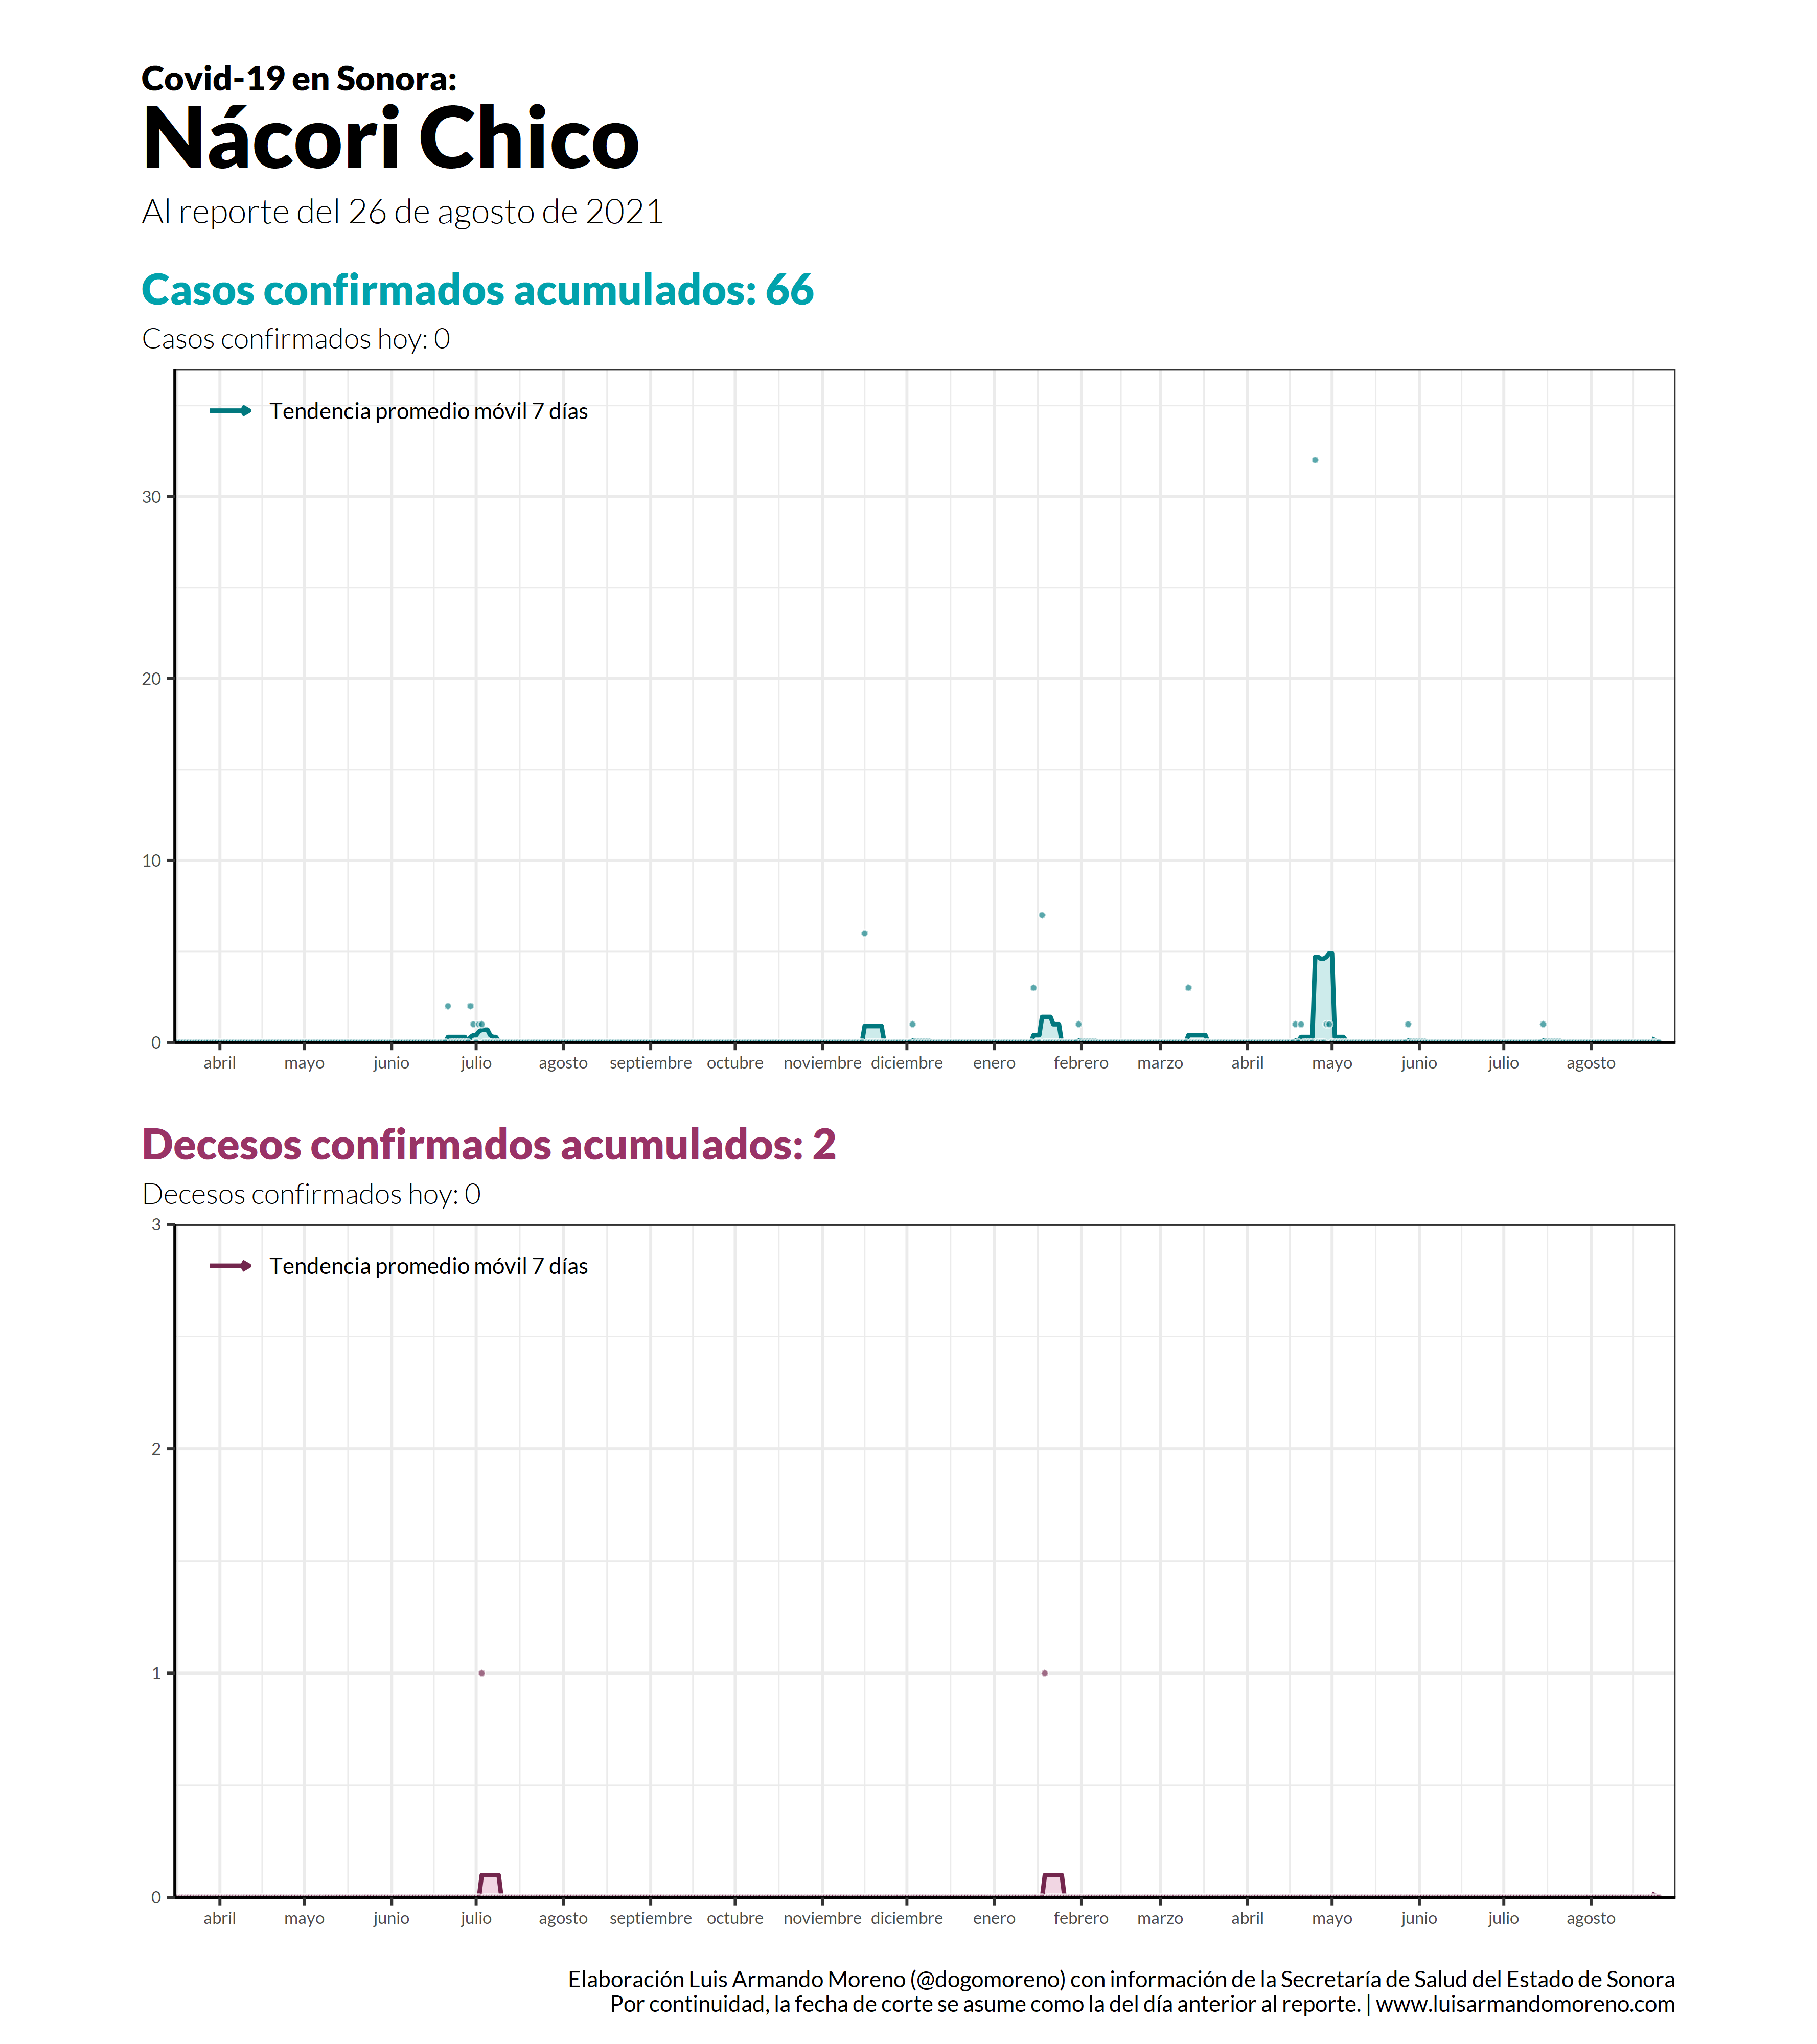 Covid-19 en Sonora:
Nácori Chico
Al reporte del 26 de agosto de 2021
Casos confirmados acumulados: 66
Casos confirmados hoy: 0
Tendencia promedio móvil 7 días
30
20
10
0
abril mayo junio julio agosto septiembre octubre noviembre diciembre enero febrero marzo abril mayo junio julio agosto
Decesos confirmados acumulados: 2
Decesos confirmados hoy: 0
3
Tendencia promedio móvil 7 días
2
1
0
abril mayo junio julio agosto septiembre octubre noviembre diciembre enero febrero marzo abril mayo junio julio agosto
Elaboración Luis Armando Moreno (@dogomoreno) con información de la Secretaría de Salud del Estado de Sonora
Por continuidad, la fecha de corte se asume como la del día anterior al reporte. | www.luisarmandomoreno.com